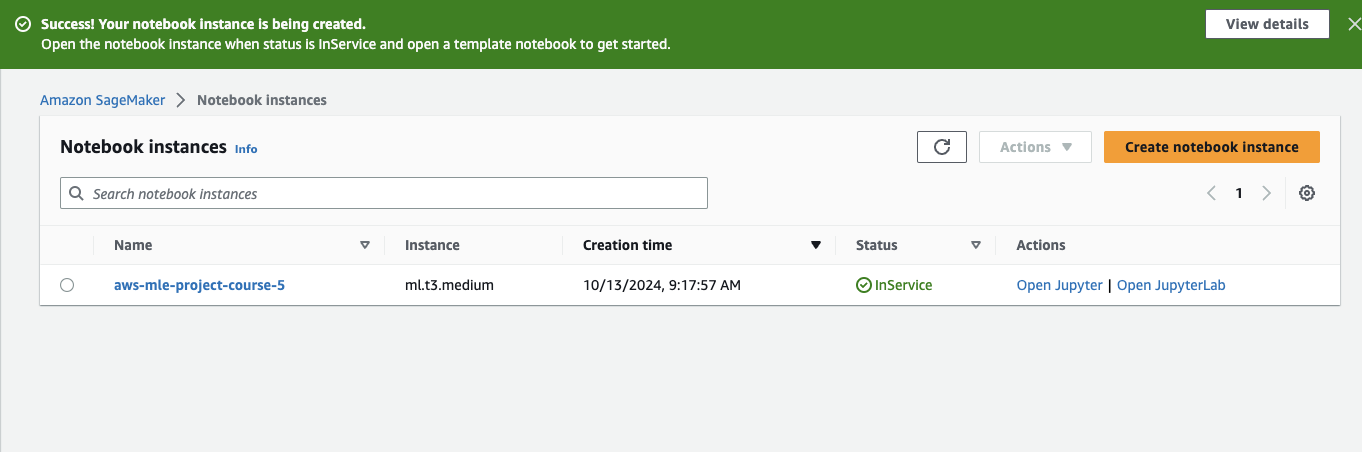 Success! Your notebook instance is being created.
View details
Open the notebook instance when status is InService and open a template notebook to get started.
Amazon SageMaker > Notebook instances
Notebook instances Info
Actions
Create notebook instance
Search notebook instances
1
Name Instance Creation time Status Actions
aws-mle-project-course-5 ml.t3.medium 10/13/2024, 9:17:57 AM InService Open Jupyter | Open JupyterLab